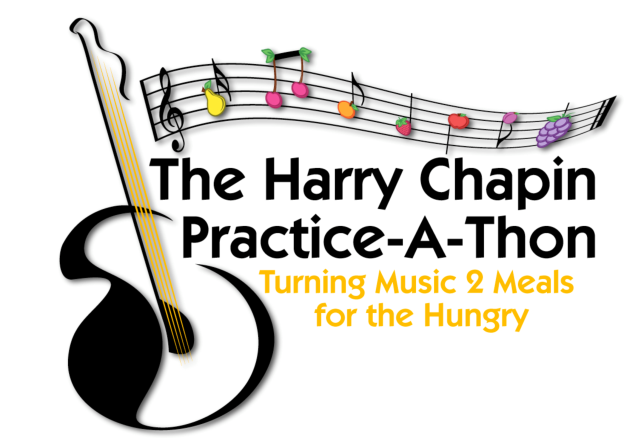 The Harry Chapin
Practice-A-Thon
Turning Music 2 Meals
for the Hungry